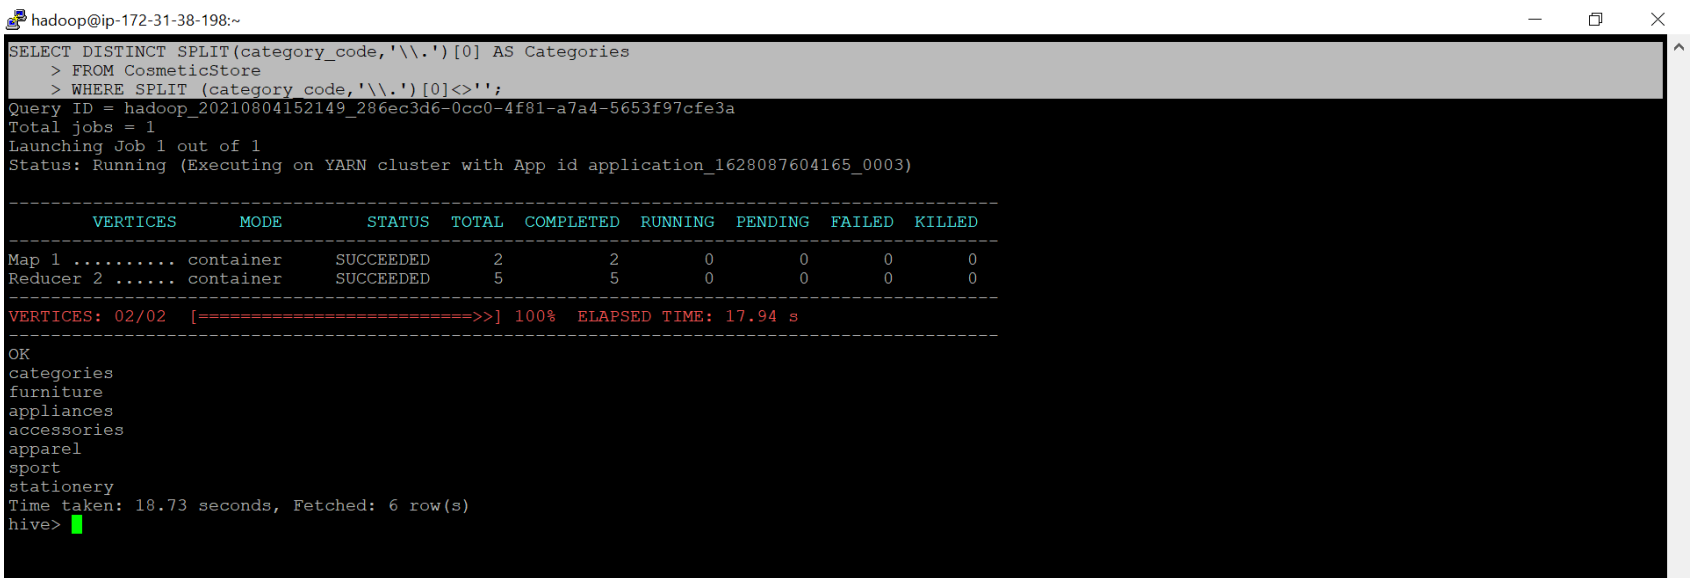 hadoop@ip-172-31-38-198:~
SELECT DISTINCT SPLIT(category_code,'\\.')[0] AS Categories
    > FROM CosmeticStore
    > WHERE SPLIT (category_code,'\\.')[0]<>'';
Query ID = hadoop_20210804152149_286ec3d6-0cc0-4f81-a7a4-5653f97cfe3a
Total jobs = 1
Launching Job 1 out of 1
Status: Running (Executing on YARN cluster with App id application_1628087604165_0003)
----------------------------------------------------------------------------------------------
        VERTICES      MODE        STATUS  TOTAL  COMPLETED  RUNNING  PENDING  FAILED  KILLED
----------------------------------------------------------------------------------------------
Map 1 .......... container     SUCCEEDED      2          2        0        0       0       0
Reducer 2 ...... container     SUCCEEDED      5          5        0        0       0       0
----------------------------------------------------------------------------------------------
VERTICES: 02/02  [==========================>>] 100%  ELAPSED TIME: 17.94 s
----------------------------------------------------------------------------------------------
OK
categories
furniture
appliances
accessories
apparel
sport
stationery
Time taken: 18.73 seconds, Fetched: 6 row(s)
hive>